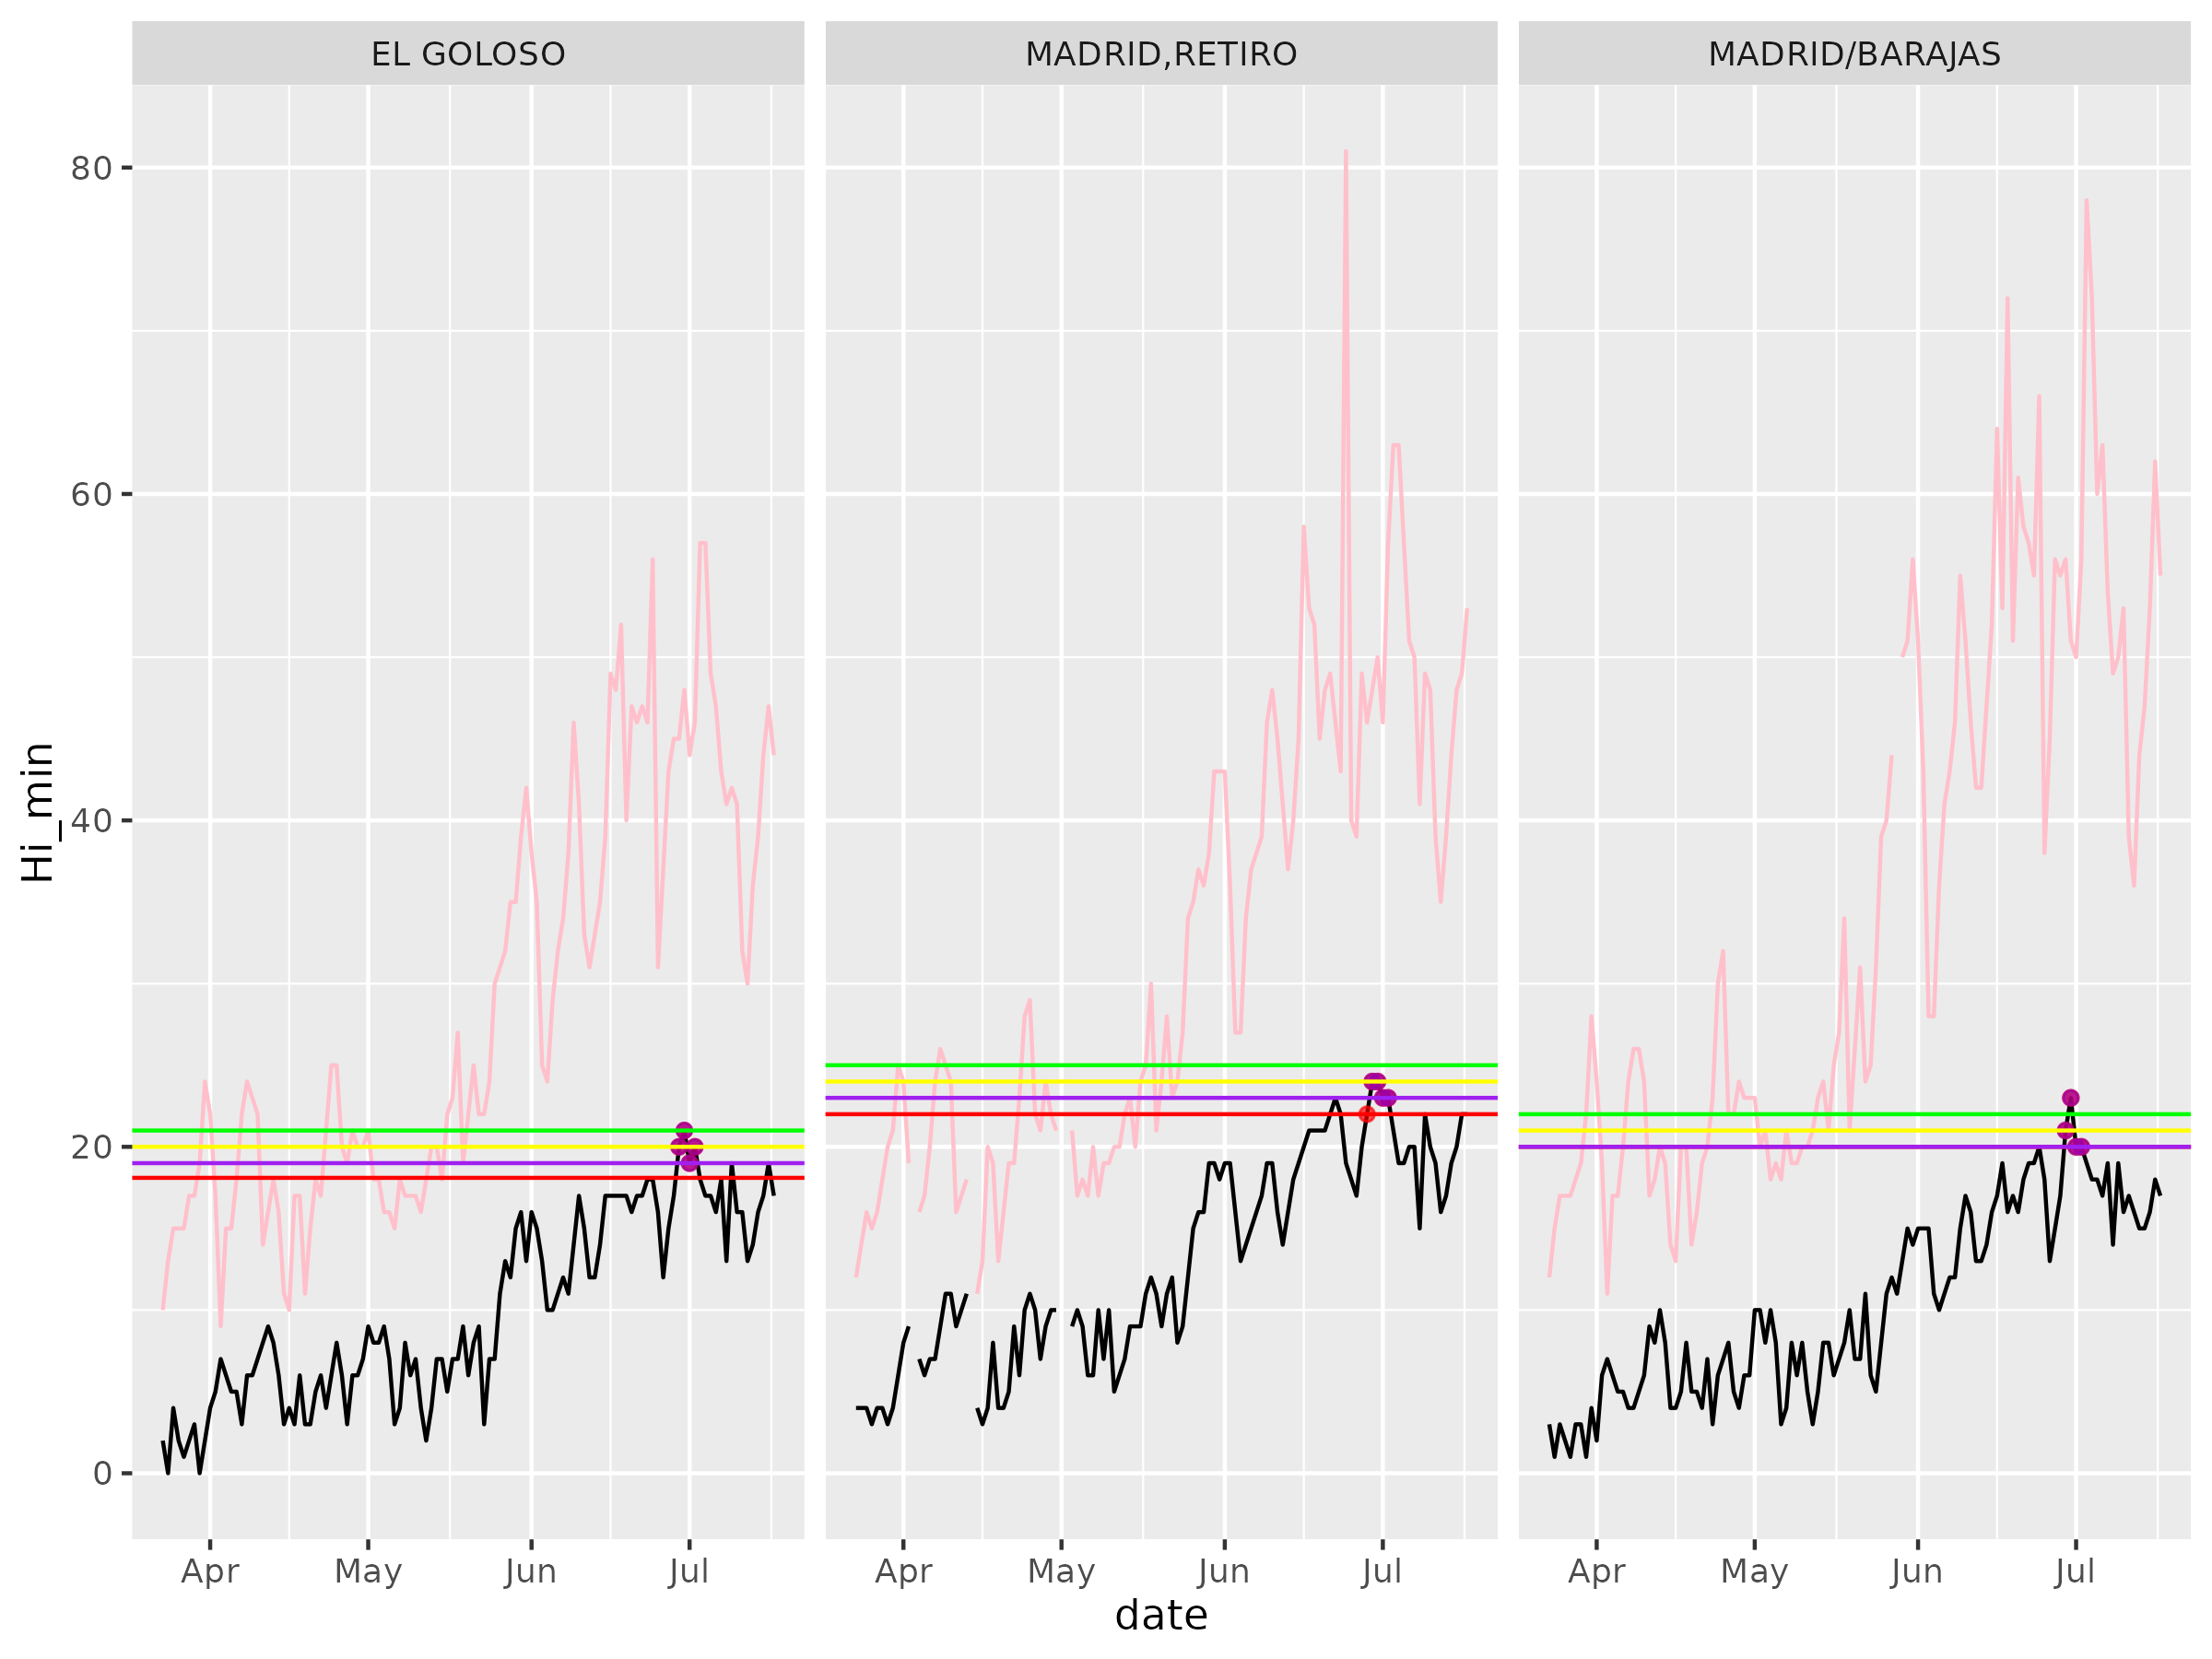 EL GOLOSO MADRID,RETIRO MADRID/BARAJAS
80
60
40
20
0
Hi_min
Apr May Jun Jul Apr May Jun Jul Apr May Jun Jul
date